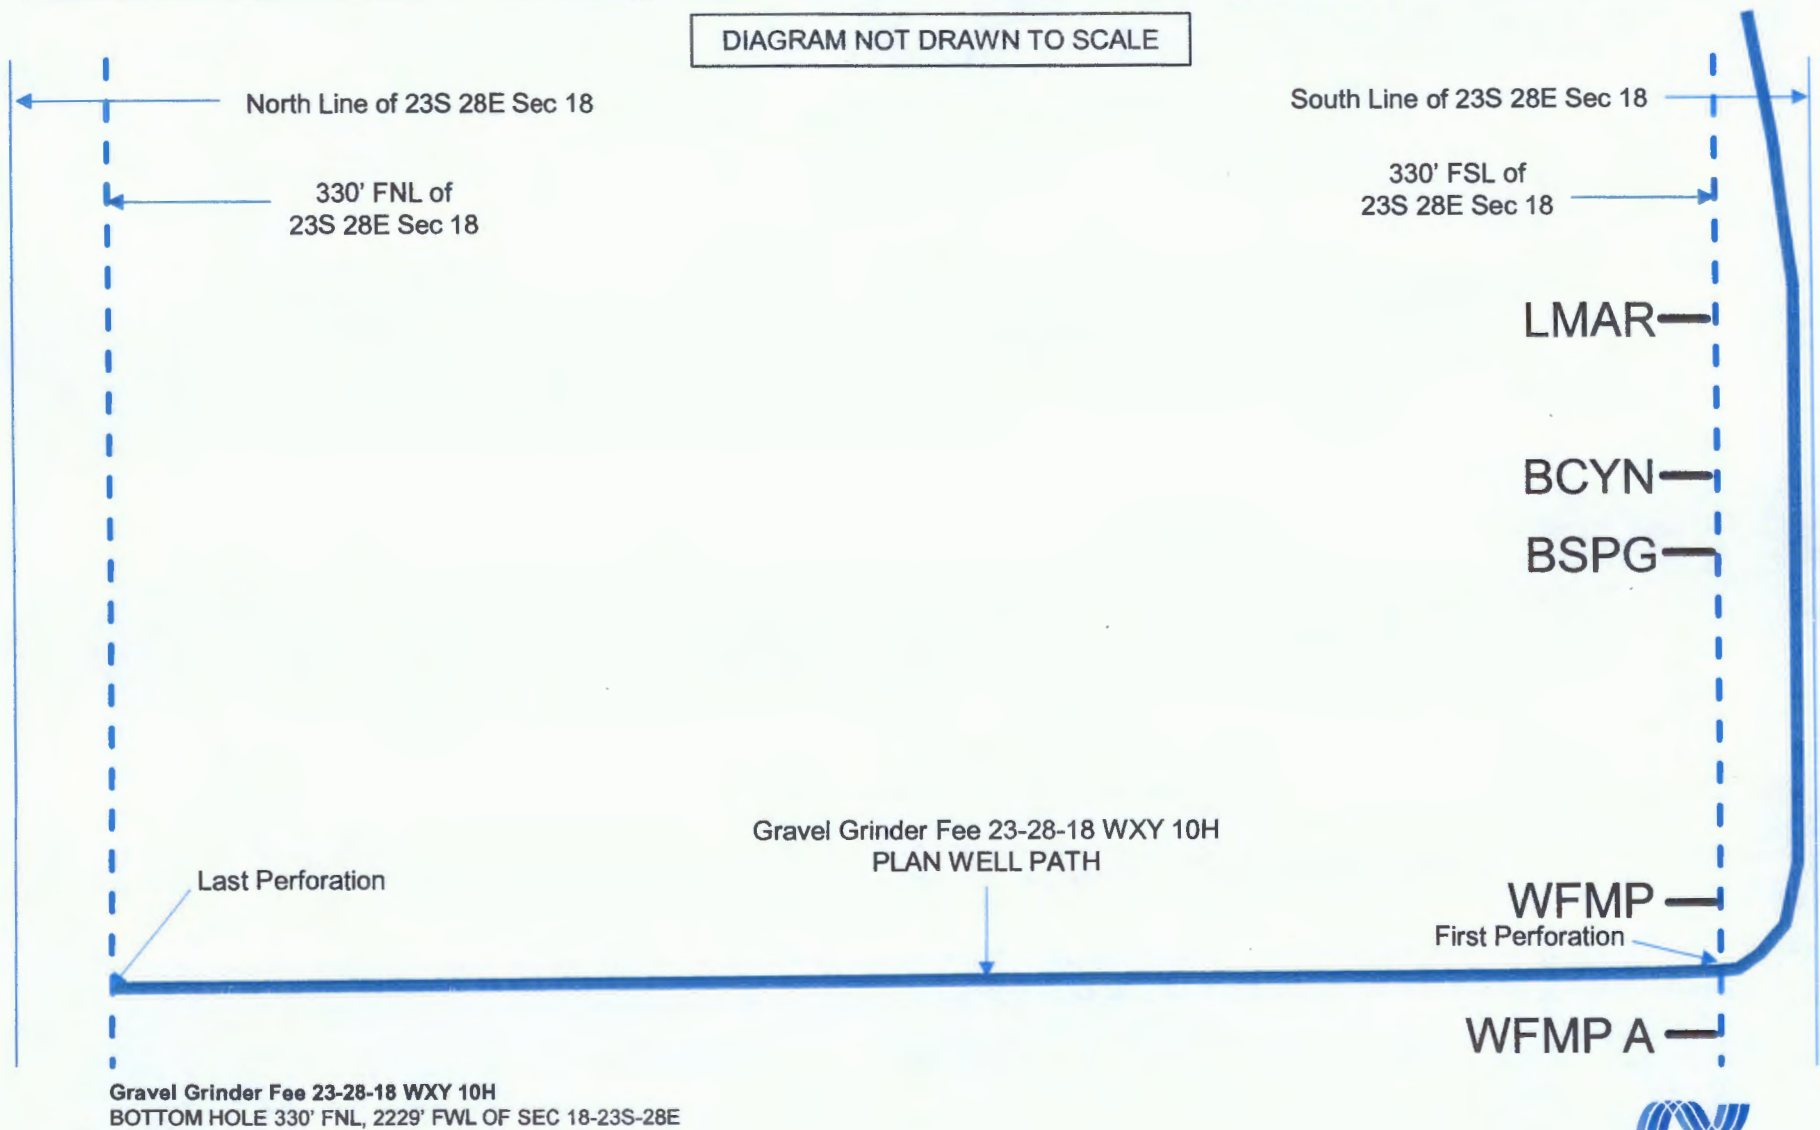 DIAGRAM NOT DRAWN TO SCALE
North Line of 23S 28E Sec 18
South Line of 23S 28E Sec 18
330' FNL of
23S 28E Sec 18
330' FSL of
23S 28E Sec 18
LMAR
BCYN
BSPG
Gravel Grinder Fee 23-28-18 WXY 10H
PLAN WELL PATH
Last Perforation
WFMP
First Perforation
WFMP A
Gravel Grinder Fee 23-28-18 WXY 10H
BOTTOM HOLE 330' FNL, 2229' FWL OF SEC 18-23S-28E